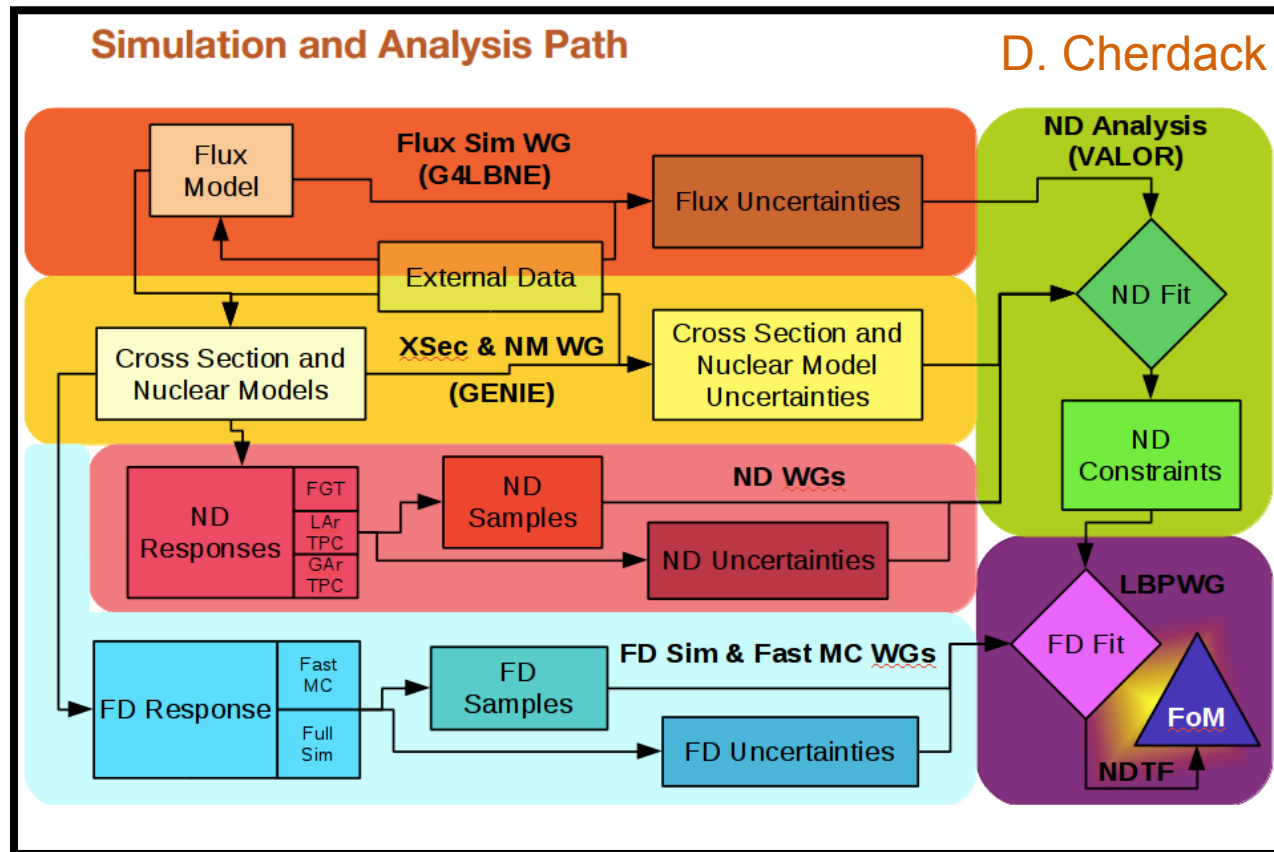 Simulation and Analysis Path
D. Cherdack
Flux
Model
Flux Sim WG
(G4LBNE)
Flux Uncertainties
External Data
ND Analysis
(VALOR)
ND Fit
ND
Constraints
Cross Section and
Nuclear Models
XSec & NM WG
(GENIE)
Cross Section and
Nuclear Model
Uncertainties
ND
Responses
FGT
LAr
TPC
GAr
TPC
ND
Samples
ND WGs
ND Uncertainties
FD Response
Fast
MC
Full
Sim
FD
Samples
FD Sim & Fast MC WGs
FD Uncertainties
LBPWG
FD Fit
FoM
NDTF